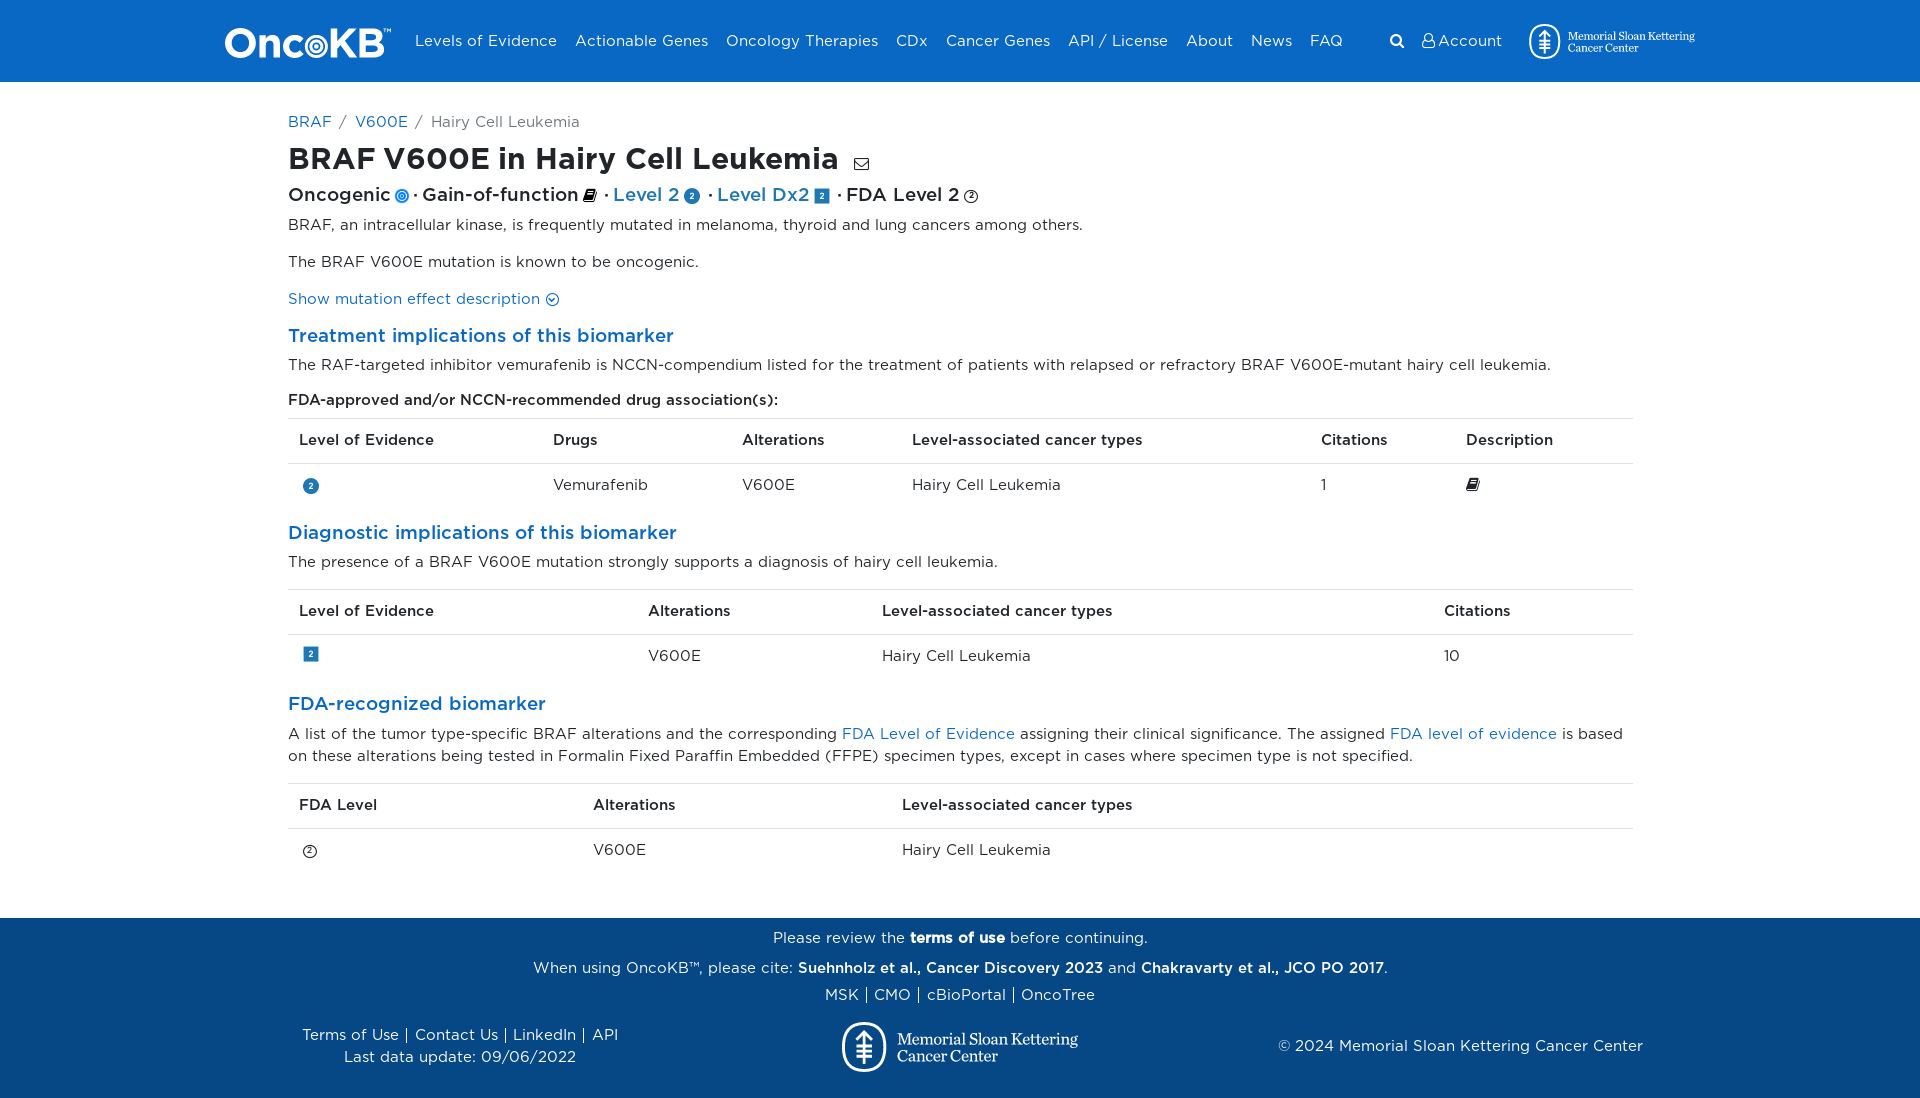 OncoKB™ Levels of Evidence Actionable Genes Oncology Therapies CDx Cancer Genes API / License About News FAQ Account Memorial Sloan Kettering Cancer Center
BRAF / V600E / Hairy Cell Leukemia
BRAF V600E in Hairy Cell Leukemia
Oncogenic · Gain-of-function · Level 2 2 · Level Dx2 2 · FDA Level 2 2
BRAF, an intracellular kinase, is frequently mutated in melanoma, thyroid and lung cancers among others.
The BRAF V600E mutation is known to be oncogenic.
Show mutation effect description
Treatment implications of this biomarker
The RAF-targeted inhibitor vemurafenib is NCCN-compendium listed for the treatment of patients with relapsed or refractory BRAF V600E-mutant hairy cell leukemia.
FDA-approved and/or NCCN-recommended drug association(s):
Level of Evidence Drugs Alterations Level-associated cancer types Citations Description
2 Vemurafenib V600E Hairy Cell Leukemia 1
Diagnostic implications of this biomarker
The presence of a BRAF V600E mutation strongly supports a diagnosis of hairy cell leukemia.
Level of Evidence Alterations Level-associated cancer types Citations
2 V600E Hairy Cell Leukemia 10
FDA-recognized biomarker
A list of the tumor type-specific BRAF alterations and the corresponding FDA Level of Evidence assigning their clinical significance. The assigned FDA level of evidence is based
on these alterations being tested in Formalin Fixed Paraffin Embedded (FFPE) specimen types, except in cases where specimen type is not specified.
FDA Level Alterations Level-associated cancer types
2 V600E Hairy Cell Leukemia
Please review the terms of use before continuing.
When using OncoKB™, please cite: Suehnholz et al., Cancer Discovery 2023 and Chakravarty et al., JCO PO 2017.
MSK | CMO | cBioPortal | OncoTree
Terms of Use | Contact Us | LinkedIn | API
Last data update: 09/06/2022
Memorial Sloan Kettering
Cancer Center
© 2024 Memorial Sloan Kettering Cancer Center